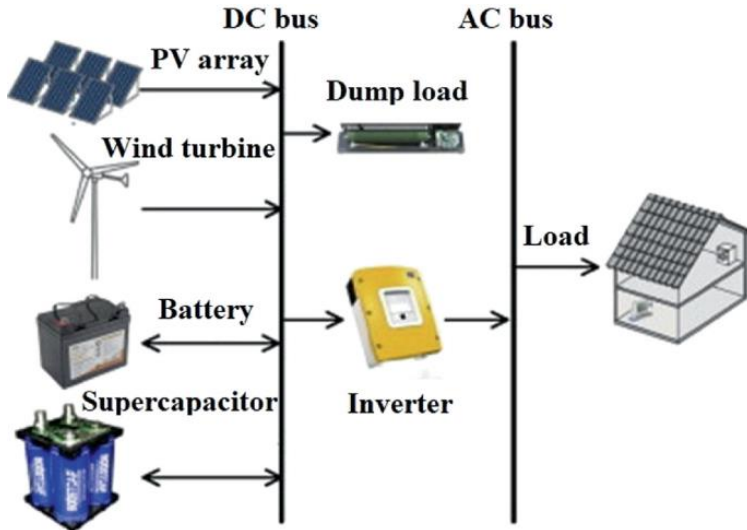 DC bus
AC bus
PV array
Dump load
Wind turbine
Load
Battery
Supercapacitor
Inverter